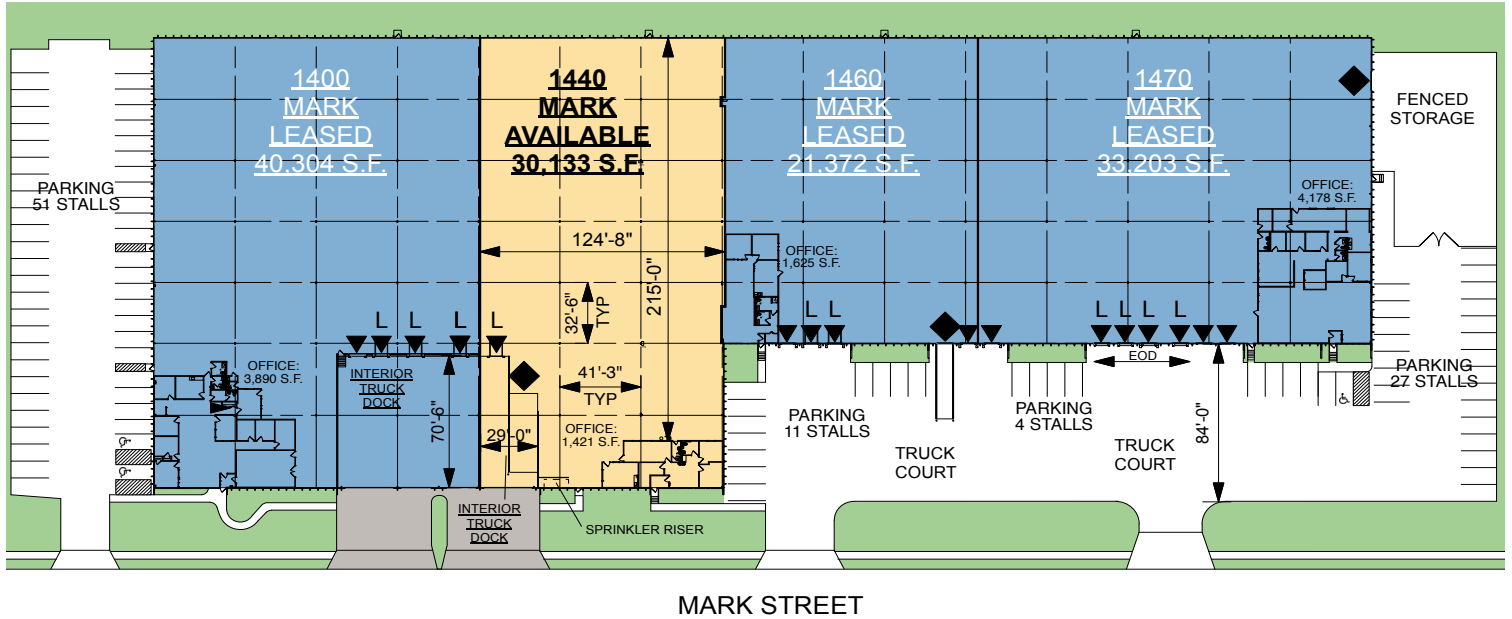 1400
MARK
LEASED
40,304 S.F.
1440
MARK
AVAILABLE
30,133 S.F.
1460
MARK
LEASED
21,372 S.F.
1470
MARK
LEASED
33,203 S.F.
FENCED
STORAGE
PARKING
51 STALLS
OFFICE:
4,178 S.F.
124'-8"
215'-0"
OFFICE:
1,625 S.F.
32'-6"
TYP
L
L
L
L
L
L
L
L
L
L
EOD
OFFICE:
3,890 S.F.
INTERIOR
TRUCK
DOCK
70'-6"
41'-3"
TYP
29'-0"
OFFICE:
1,421 S.F.
PARKING
27 STALLS
PARKING
11 STALLS
PARKING
4 STALLS
84'-0"
TRUCK
COURT
TRUCK
COURT
INTERIOR
TRUCK
DOCK
SPRINKLER RISER
MARK STREET